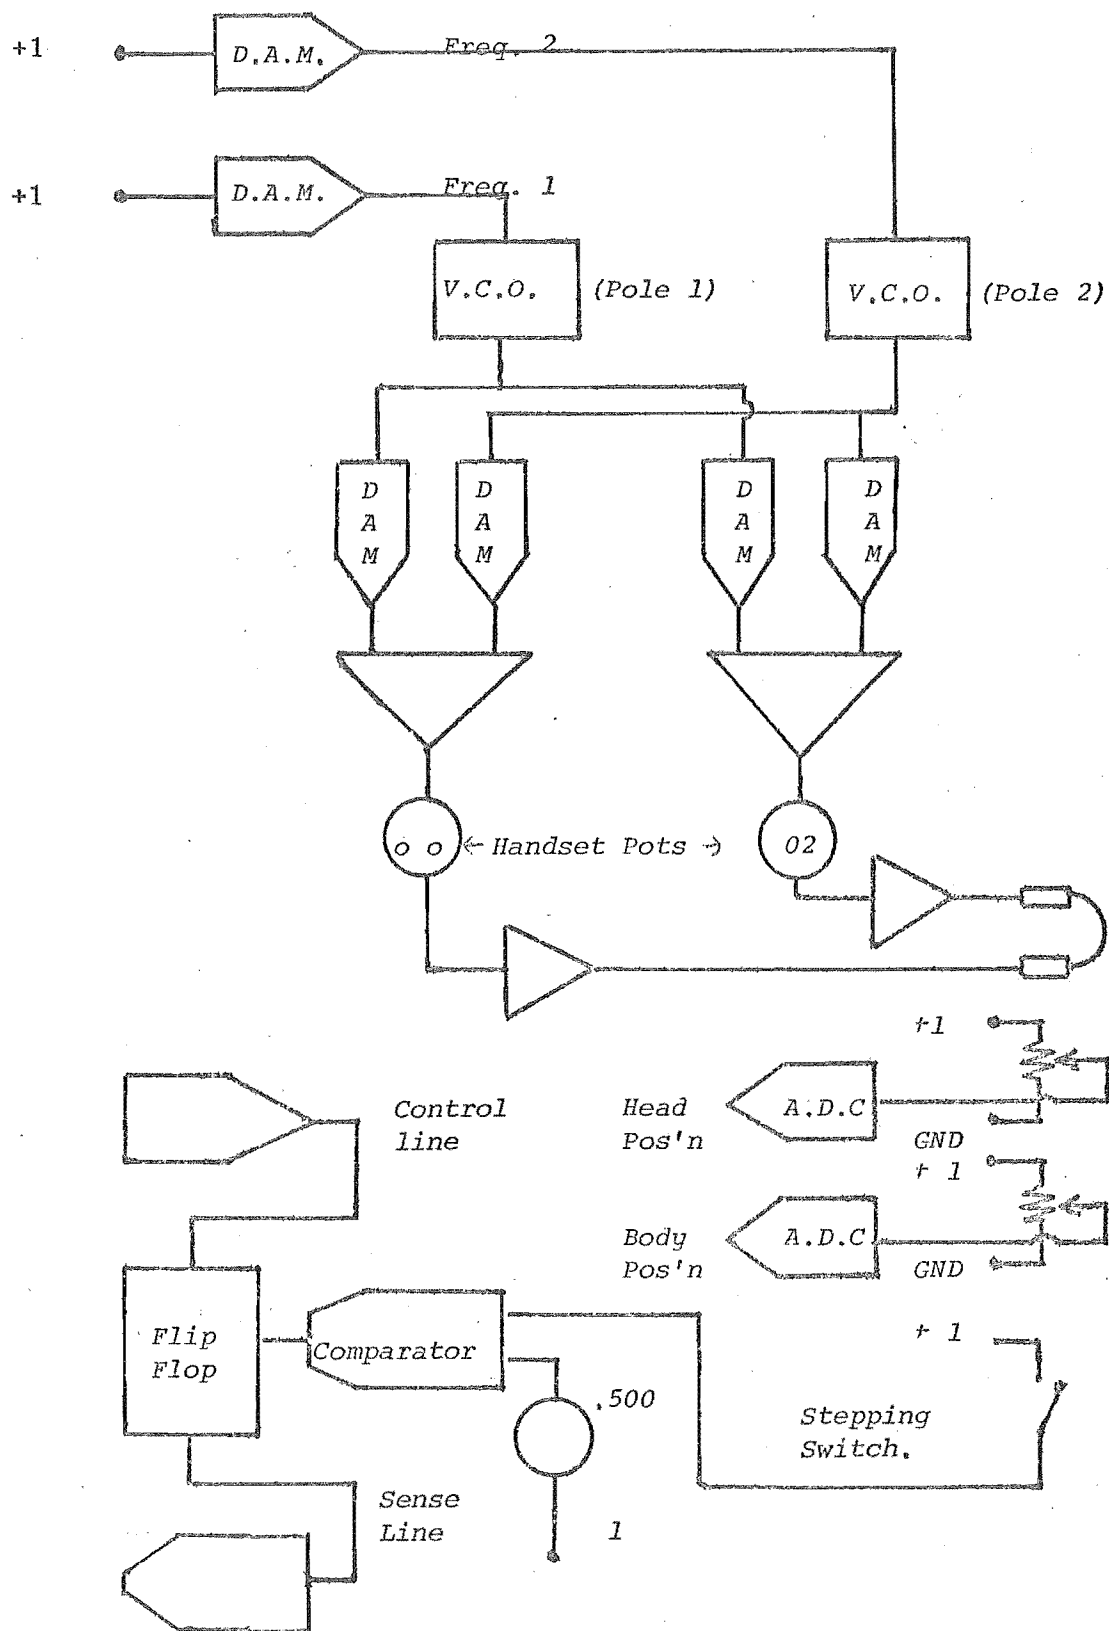 +1
D.A.M.
Freq. 2
+1
D.A.M.
Freq. 1
V.C.O.
(Pole 1)
V.C.O.
(Pole 2)
D
A
M
D
A
M
D
A
M
D
A
M
o o
← Handset Pots →
02
+1
Control
line
Head
Pos'n
A.D.C
GND
+ 1
Body
Pos'n
A.D.C
GND
Flip
Flop
Comparator
+ 1
.500
Stepping
Switch.
Sense
Line
1